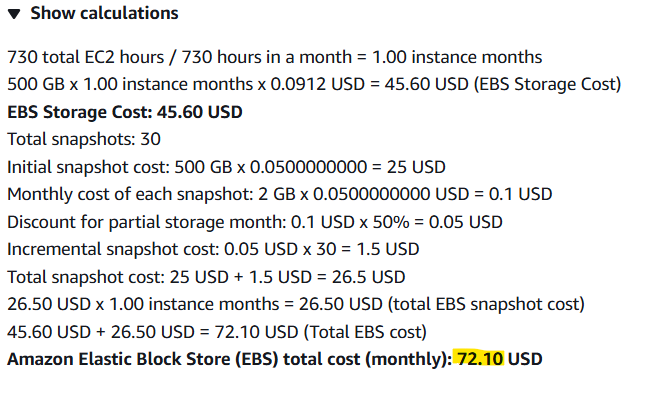 Show calculations
730 total EC2 hours / 730 hours in a month = 1.00 instance months
500 GB x 1.00 instance months x 0.0912 USD = 45.60 USD (EBS Storage Cost)
EBS Storage Cost: 45.60 USD
Total snapshots: 30
Initial snapshot cost: 500 GB x 0.0500000000 = 25 USD
Monthly cost of each snapshot: 2 GB x 0.0500000000 USD = 0.1 USD
Discount for partial storage month: 0.1 USD x 50% = 0.05 USD
Incremental snapshot cost: 0.05 USD x 30 = 1.5 USD
Total snapshot cost: 25 USD + 1.5 USD = 26.5 USD
26.50 USD x 1.00 instance months = 26.50 USD (total EBS snapshot cost)
45.60 USD + 26.50 USD = 72.10 USD (Total EBS cost)
Amazon Elastic Block Store (EBS) total cost (monthly): 72.10 USD